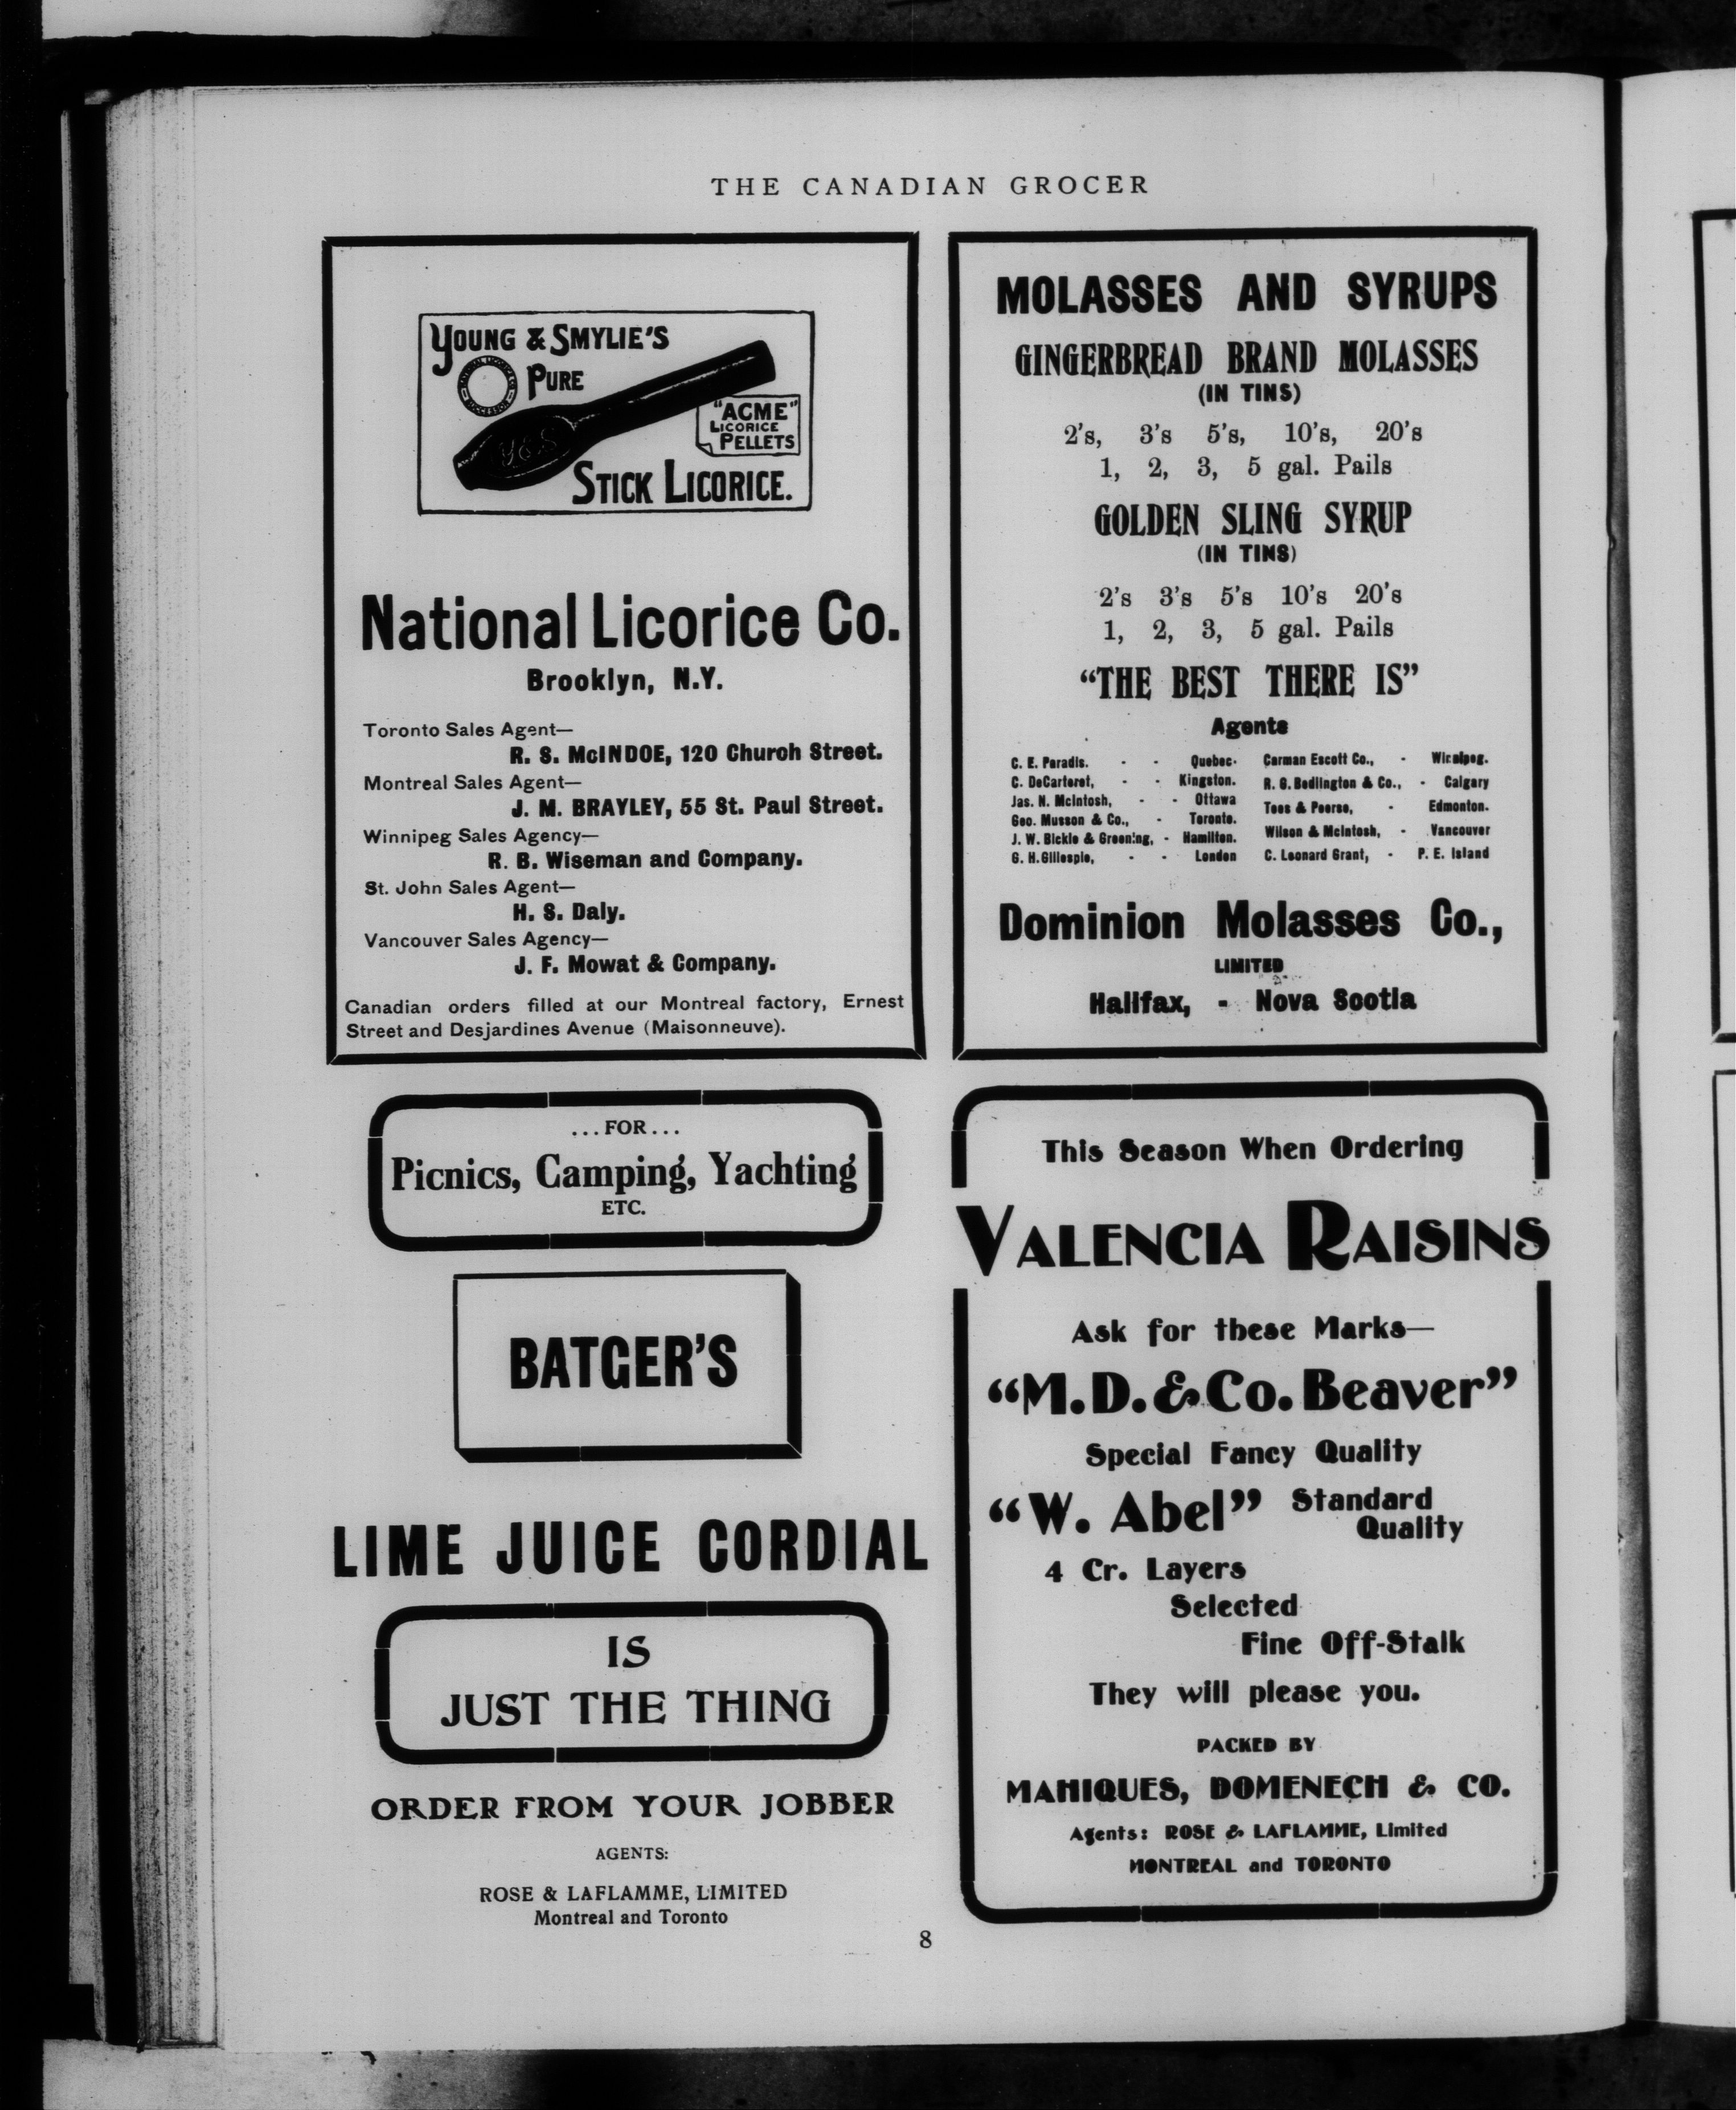 THE CANADIAN GROCER
YOUNG & SMYLIE'S
PURE
Y&S
"ACME"
LICORICE
PELLETS
STICK LICORICE.
National Licorice Co.
Brooklyn, N.Y.
Toronto Sales Agent—
R. S. McINDOE, 120 Church Street.
Montreal Sales Agent—
J. M. BRAYLEY, 55 St. Paul Street.
Winnipeg Sales Agency—
R. B. Wiseman and Company.
St. John Sales Agent—
H. S. Daly.
Vancouver Sales Agency—
J. F. Mowat & Company.
Canadian orders filled at our Montreal factory, Ernest
Street and Desjardines Avenue (Maisonneuve).
MOLASSES AND SYRUPS
GINGERBREAD BRAND MOLASSES
(IN TINS)
2's, 3's 5's, 10's, 20's
1, 2, 3, 5 gal. Pails
GOLDEN SLING SYRUP
(IN TINS)
2's 3's 5's 10's 20's
1, 2, 3, 5 gal. Pails
"THE BEST THERE IS"
Agents
C. E. Paradis. - - Quebec.
C. DeCarteret, - - Kingston.
Jas. N. McIntosh, - - Ottawa
Geo. Musson & Co., - Toronto.
J. W. Bickle & Greening, - Hamilton.
G. H. Gillespie, - - London
Carman Escott Co., - Winnipeg.
R. G. Bedlington & Co., - Calgary
Tees & Peerse, - Edmonton.
Wilson & McIntosh, - Vancouver
C. Leonard Grant, - P. E. Island
Dominion Molasses Co.,
LIMITED
Halifax, - Nova Scotia
...FOR...
Picnics, Camping, Yachting
ETC.
BATGER'S
LIME JUICE CORDIAL
IS
JUST THE THING
ORDER FROM YOUR JOBBER
AGENTS:
ROSE & LAFLAMME, LIMITED
Montreal and Toronto
This Season When Ordering
VALENCIA RAISINS
Ask for these Marks—
"M.D.&Co. Beaver"
Special Fancy Quality
"W. Abel" Standard
Quality
4 Cr. Layers
Selected
Fine Off-Stalk
They will please you.
PACKED BY
MAHIQUES, DOMENECH & CO.
Agents: ROSE & LAFLAMME, Limited
MONTREAL and TORONTO
8